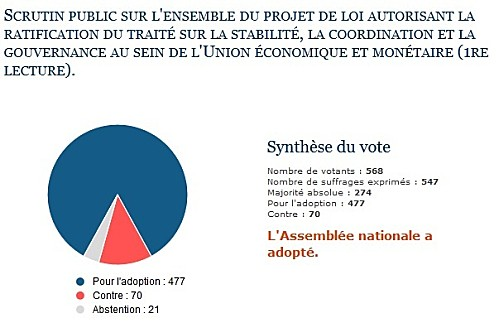 Scrutin public sur l'ensemble du projet de loi autorisant la
ratification du traité sur la stabilité, la coordination et la
gouvernance au sein de l'Union économique et monétaire (1re
lecture).
Synthèse du vote
Nombre de votants : 568
Nombre de suffrages exprimés : 547
Majorité absolue : 274
Pour l'adoption : 477
Contre : 70
L'Assemblée nationale a
adopté.
Pour l'adoption : 477
Contre : 70
Abstention : 21